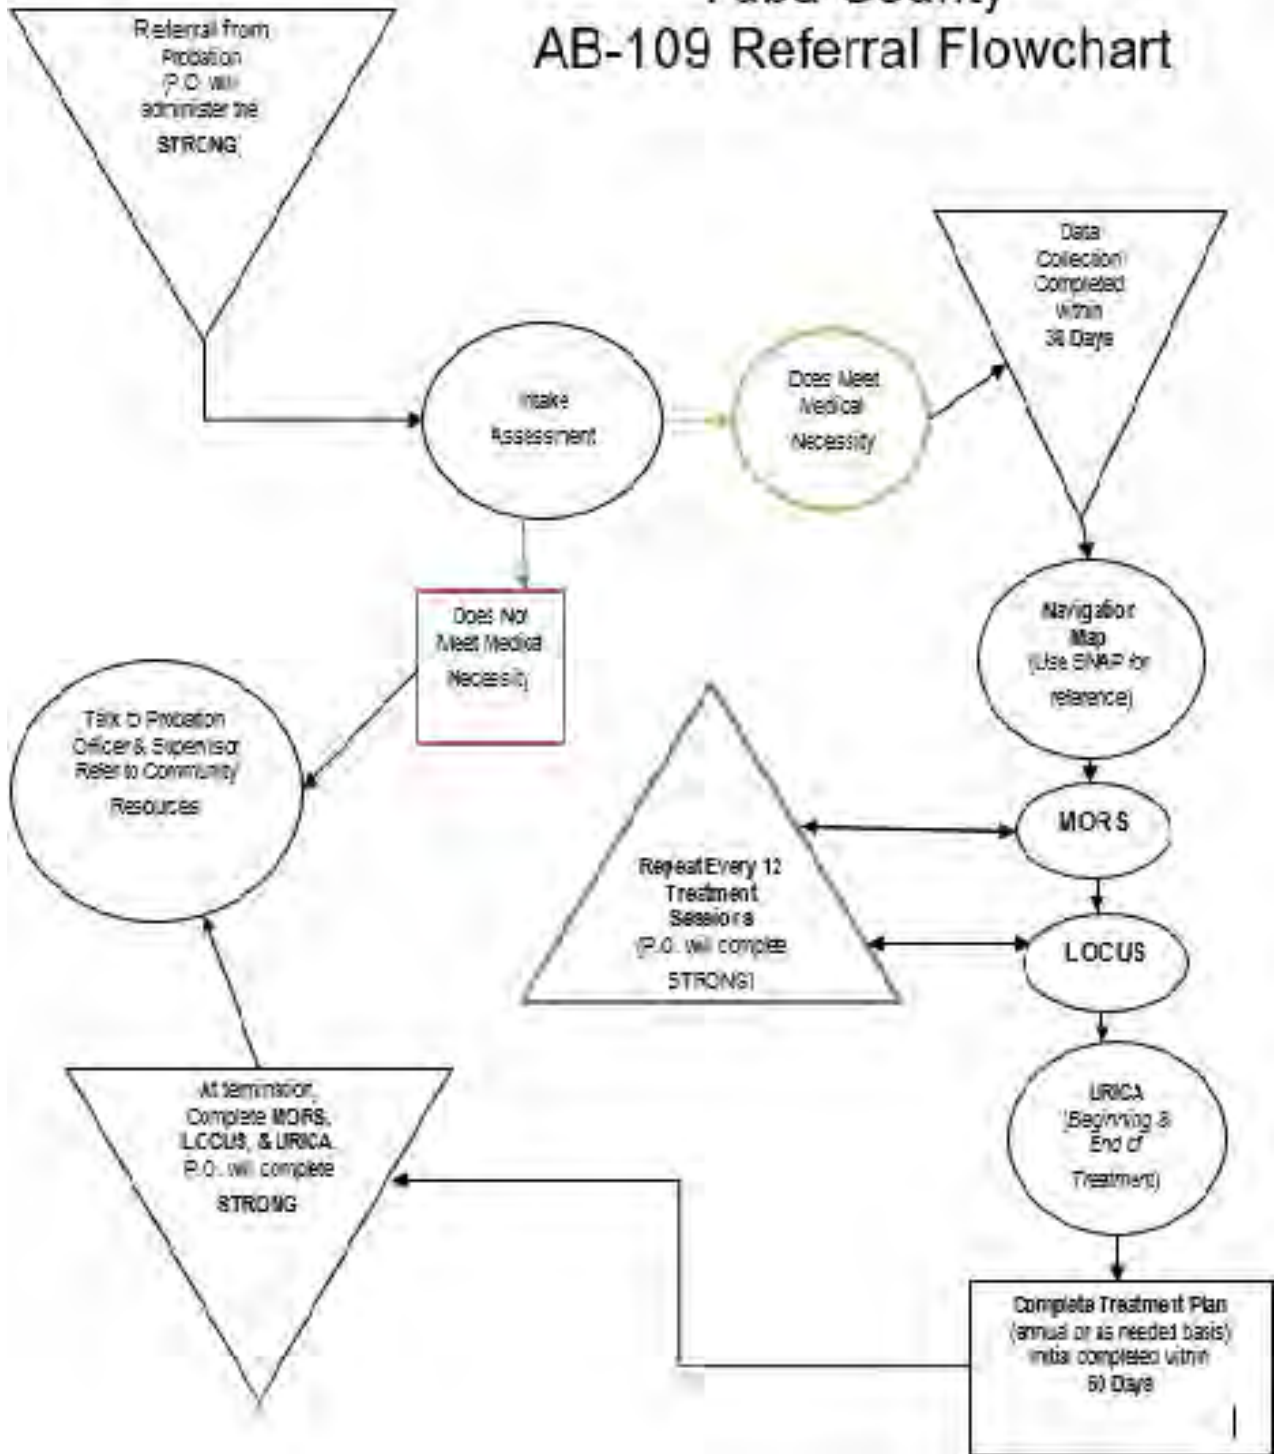 County
AB-109 Referral Flowchart
Referral from
Probation
(P.O. will
administer the
STRONG)
Data
Collection
Completed
within
Days
Intake
Assessment
Does Meet
Medical
Necessity
Does Not
Meet Medical
Necessity
Navigation
Map
(Use SNAP for
reference)
Talk to Probation
Officer & Supervisor
Refer to Community
Resources
MORS
Repeat Every 12
Treatment
Sessions
(P.O. will complete
STRONG)
LOCUS
URICA
(Beginning &
End of
Treatment)
At termination,
Complete MORS,
LOCUS, & URICA.
P.O. will complete
STRONG
Complete Treatment Plan
(annual or as needed basis)
Initial completed within
60 Days